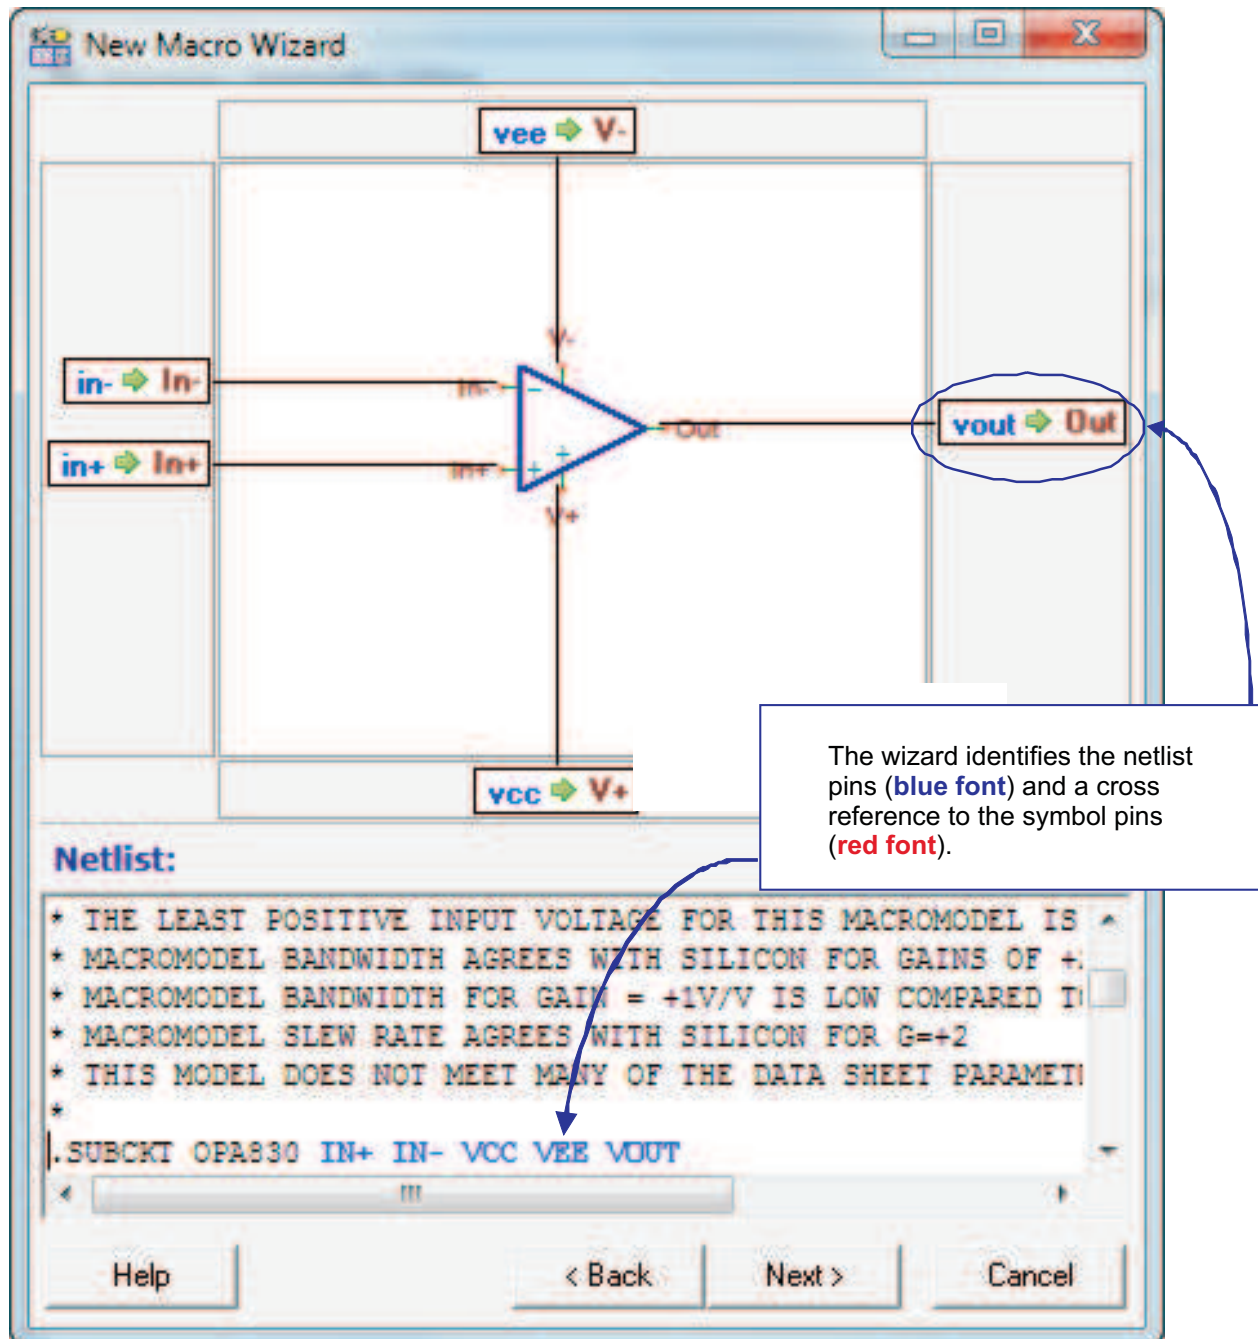 New Macro Wizard
vee V-
V-
in- In-
In-
Out
vout Out
in+ In+
In+
V+
vcc V+
The wizard identifies the netlist
pins (blue font) and a cross
reference to the symbol pins
(red font).
Netlist:
* THE LEAST POSITIVE INPUT VOLTAGE FOR THIS MACROMODEL IS
* MACROMODEL BANDWIDTH AGREES WITH SILICON FOR GAINS OF
* MACROMODEL BANDWIDTH FOR GAIN = +1V/V IS LOW COMPARED
* MACROMODEL SLEW RATE AGREES WITH SILICON FOR G=+2
* THIS MODEL DOES NOT MEET MANY OF THE DATA SHEET
*
.SUBCKT OPA830 IN+ IN- VCC VEE VOUT
Help
< Back
Next >
Cancel